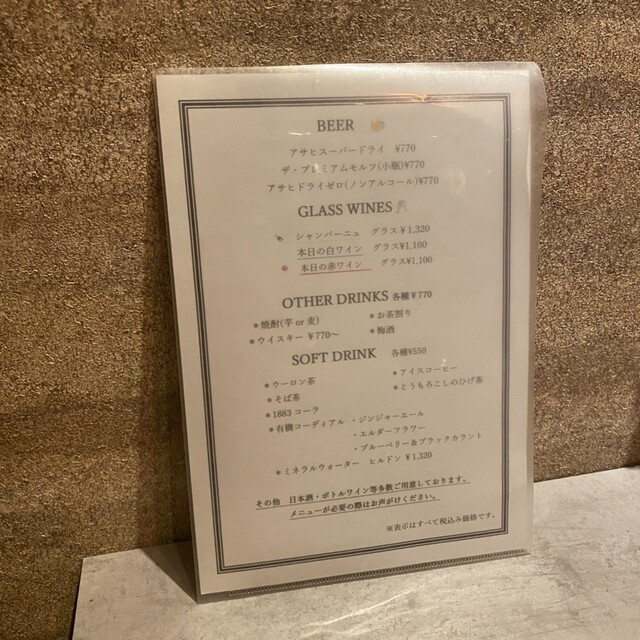 BEER
アサヒスーパードライ ¥770
ザ・プレミアムモルツ(小瓶)¥770
アサヒドライゼロ(ノンアルコール)¥770
GLASS WINES
シャンパーニュ グラス¥1,320
本日の白ワイン グラス¥1,100
本日の赤ワイン グラス¥1,100
OTHER DRINKS 各種¥770
*焼酎(芋 or 麦) *お茶割り
*ウイスキー ¥770～ *梅酒
SOFT DRINK 各種¥550
*ウーロン茶 *アイスコーヒー
*そば茶 *とうもろこしのひげ茶
*1883 コーラ
*有機コーディアル ・ジンジャーエール
・エルダーフラワー
・ブルーベリー&ブラックカラント
*ミネラルウォーター ヒルドン ¥1,320
その他 日本酒・ボトルワイン等多数ご用意しております。
メニューが必要の際はお声がけください。
※表示はすべて税込み価格です。